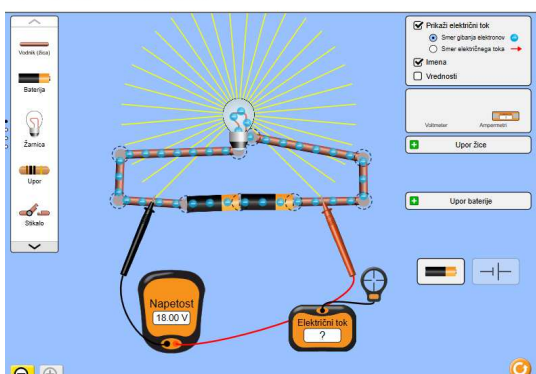 Vodnik (žica)
Baterija
Žarnica
Upor
Stikalo
Napetost
18.00 V
Električni tok
?
Prikaži električni tok
Smer gibanja elektronov
Smer električnega toka
Imena
Vrednosti
Voltmeter
Ampermetri
Upor žice
Upor baterije